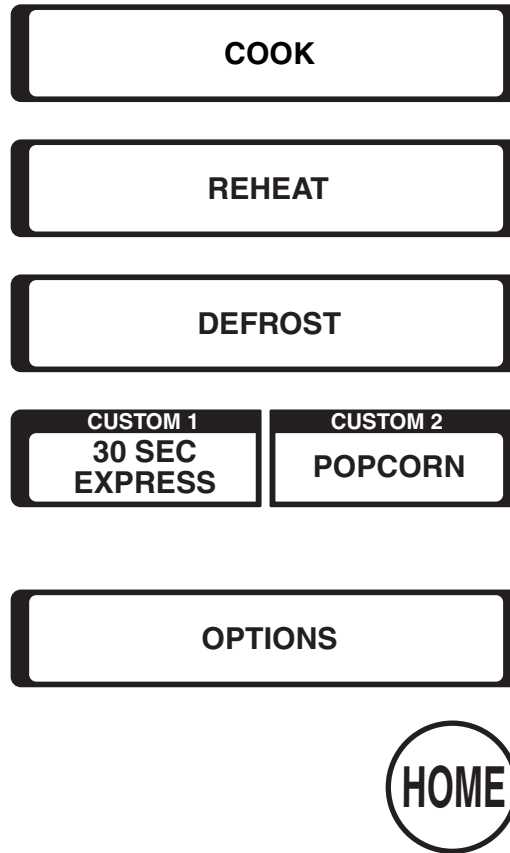 COOK
REHEAT
DEFROST
CUSTOM 1
30 SEC
EXPRESS
CUSTOM 2
POPCORN
OPTIONS
HOME